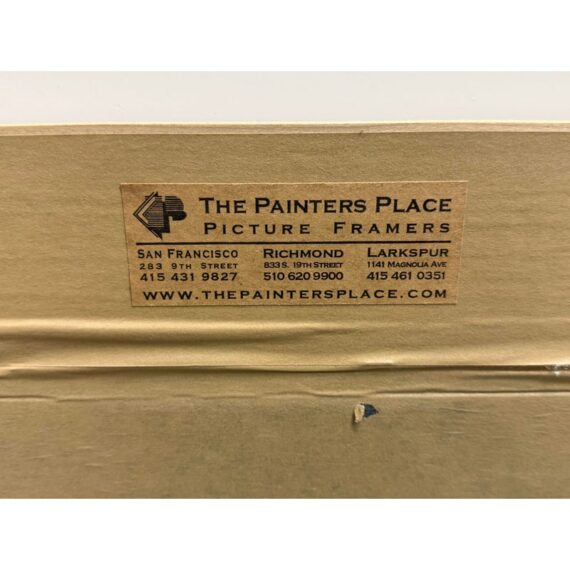 THE PAINTERS PLACE
PICTURE FRAMERS
SAN FRANCISCO RICHMOND LARKSPUR
283 9TH STREET 833 S. 19TH STREET 1141 MAGNOLIA AVE
415 431 9827 510 620 9900 415 461 0351
WWW.THEPAINTERSPLACE.COM